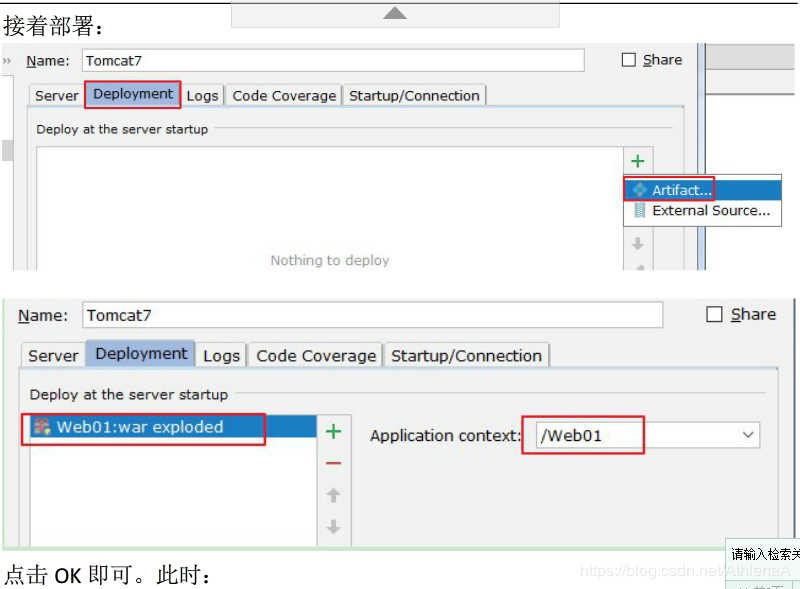 接着部署：
Name: Tomcat7 Share
Server Deployment Logs Code Coverage Startup/Connection
Deploy at the server startup
Artifact...
External Source...
Nothing to deploy
Name: Tomcat7 Share
Server Deployment Logs Code Coverage Startup/Connection
Deploy at the server startup
Web01:war exploded
Application context: /Web01
请输入检索关
点击 OK 即可。此时：
https://blog.csdn.net/AthlenaA